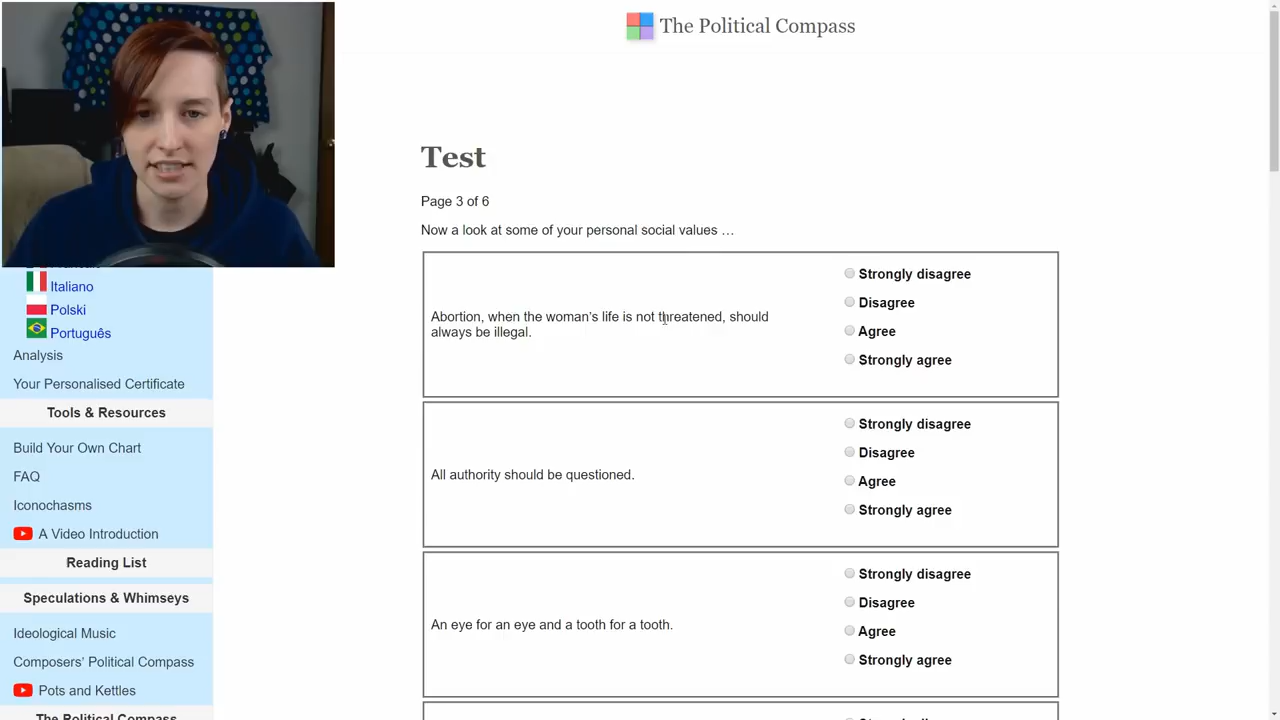 The Political Compass
Test
Page 3 of 6
Now a look at some of your personal social values …
Abortion, when the woman's life is not threatened, should
always be illegal.
Strongly disagree
Disagree
Agree
Strongly agree
All authority should be questioned.
Strongly disagree
Disagree
Agree
Strongly agree
An eye for an eye and a tooth for a tooth.
Strongly disagree
Disagree
Agree
Strongly agree
Italiano
Polski
Português
Analysis
Your Personalised Certificate
Tools & Resources
Build Your Own Chart
FAQ
Iconochasms
A Video Introduction
Reading List
Speculations & Whimseys
Ideological Music
Composers' Political Compass
Pots and Kettles
The Political Compass